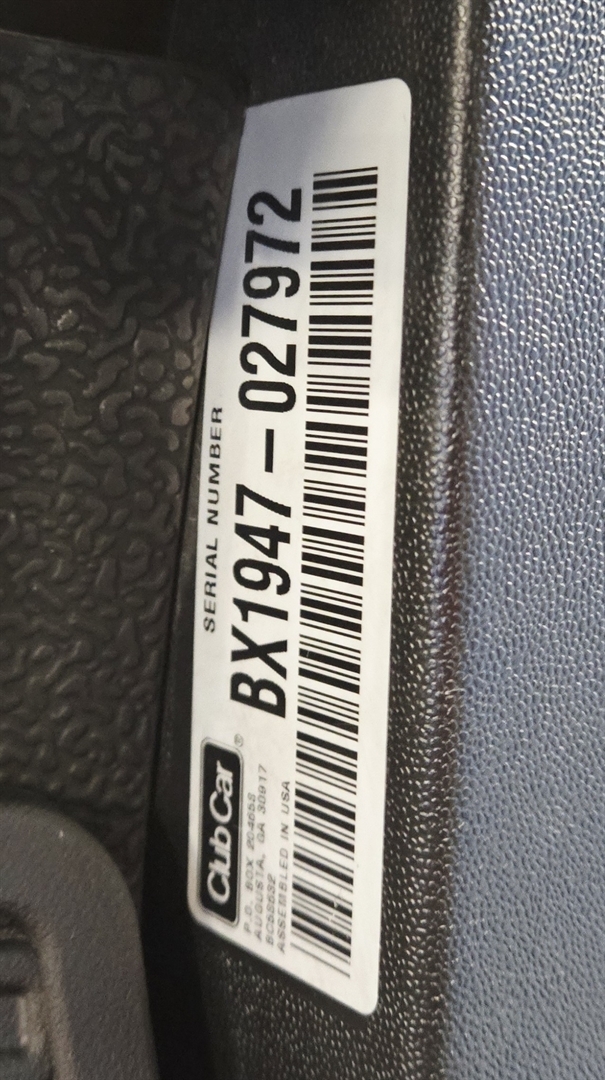 SERIAL NUMBER
BX1947-027972
Club Car®
P.O. BOX 204658
AUGUSTA, GA 30917
ASSEMBLED IN USA